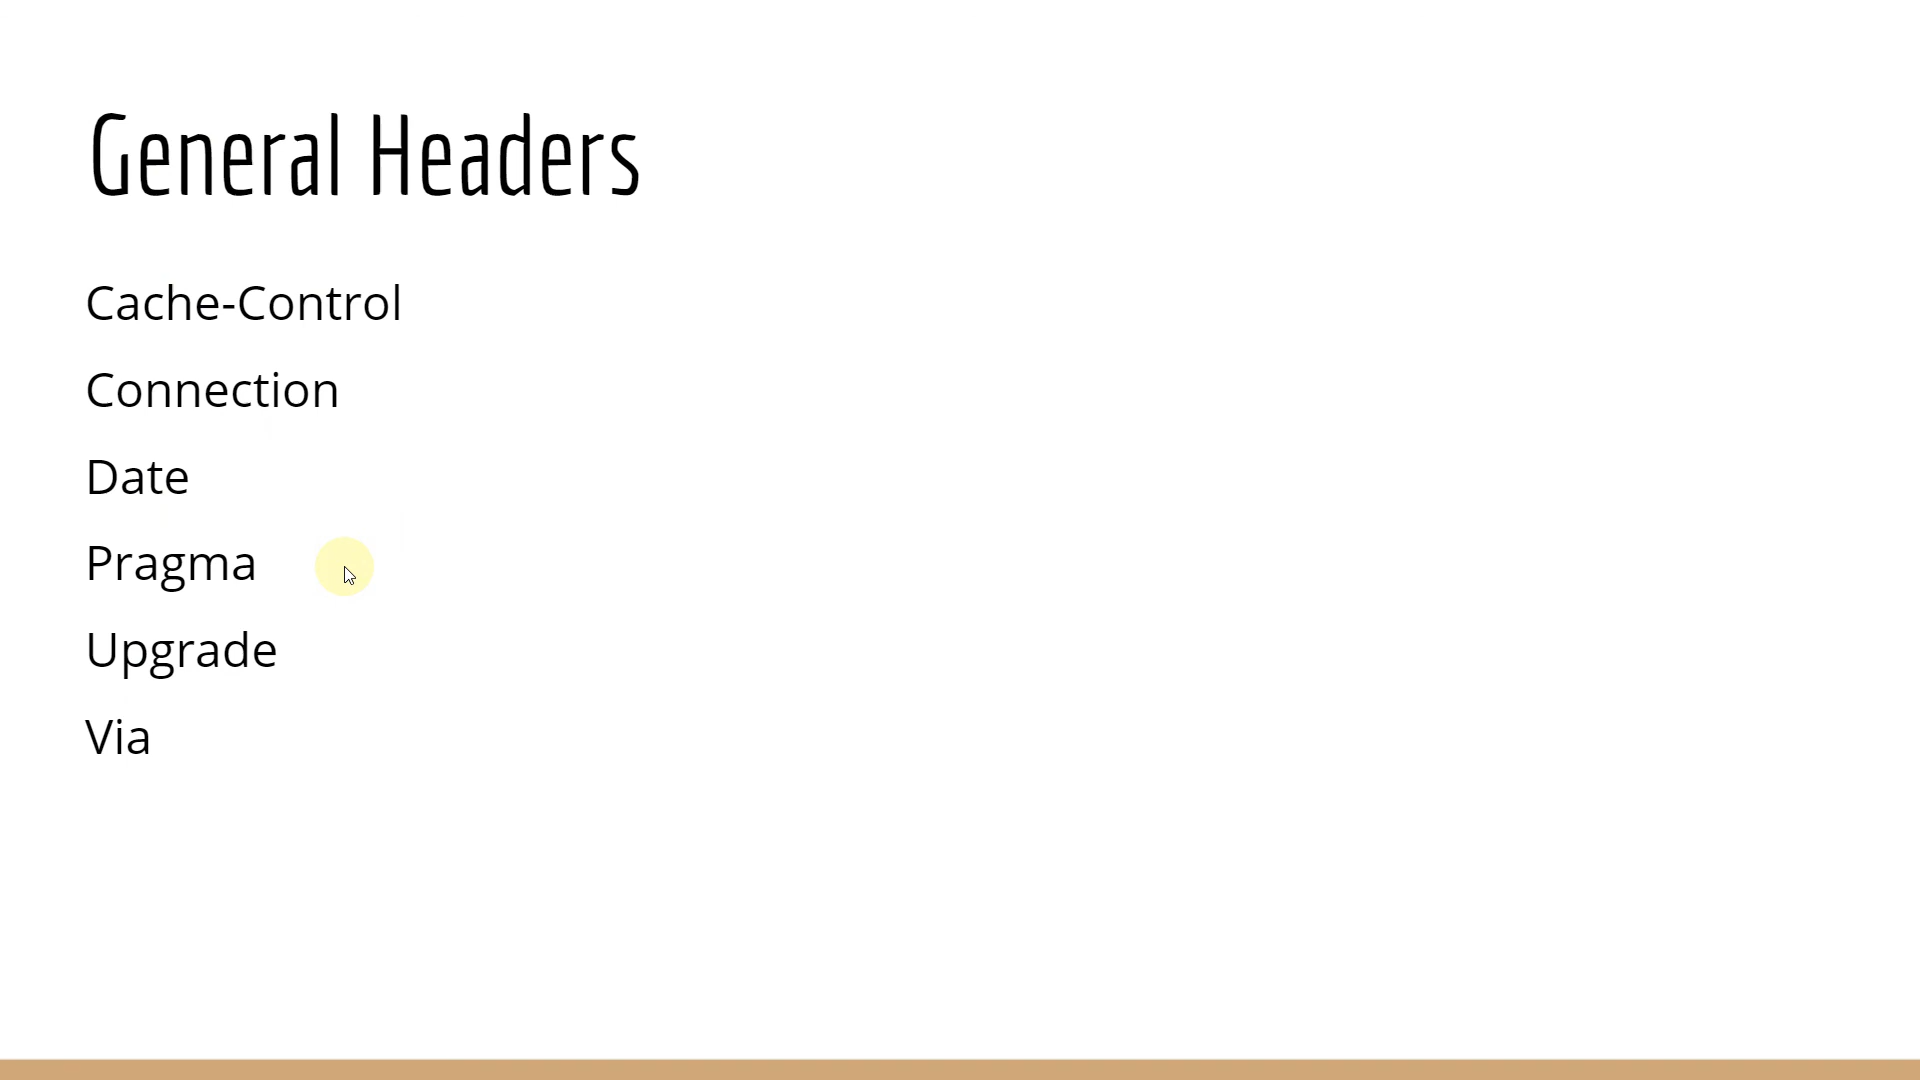 General Headers
Cache-Control
Connection
Date
Pragma
Upgrade
Via